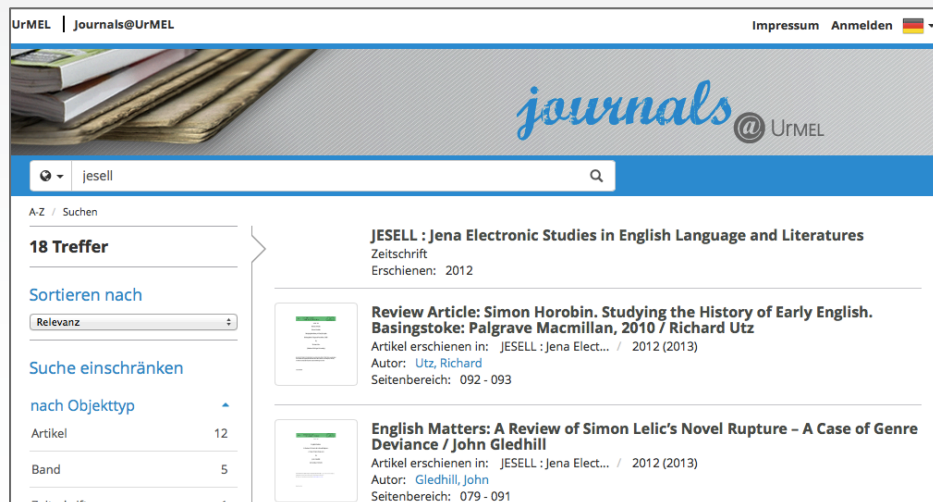 UrMEL | Journals@UrMEL
Impressum Anmelden
journals@UrMEL
jesell
A-Z / Suchen
18 Treffer
Sortieren nach
Relevanz
Suche einschränken
nach Objekttyp
Artikel 12
Band 5
JESELL : Jena Electronic Studies in English Language and Literatures
Zeitschrift
Erschienen: 2012
Review Article: Simon Horobin. Studying the History of Early English.
Basingstoke: Palgrave Macmillan, 2010 / Richard Utz
Artikel erschienen in: JESELL : Jena Elect... / 2012 (2013)
Autor: Utz, Richard
Seitenbereich: 092 - 093
English Matters: A Review of Simon Lelic’s Novel Rupture – A Case of Genre
Deviance / John Gledhill
Artikel erschienen in: JESELL : Jena Elect... / 2012 (2013)
Autor: Gledhill, John
Seitenbereich: 079 - 091